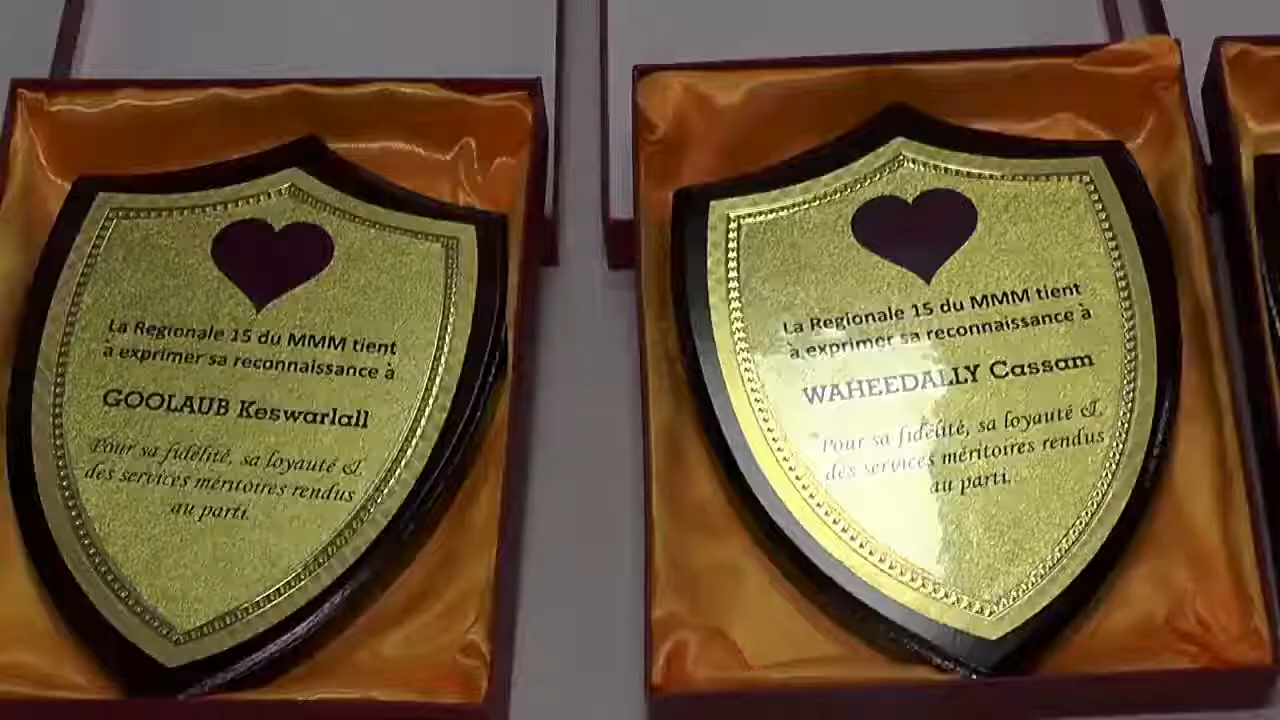 La Regionale 15 du MMM tient
à exprimer sa reconnaissance à
GOOLAUB Keswarlall
Pour sa fidélité, sa loyauté &
des services méritoires rendus
au parti.
La Regionale 15 du MMM tient
à exprimer sa reconnaissance à
WAHEEDALLY Cassam
Pour sa fidélité, sa loyauté &
des services méritoires rendus
au parti.